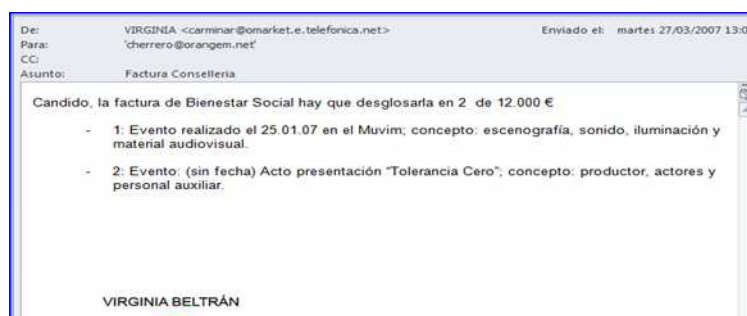 De: VIRGINIA <carminar@omarket.e.telefonica.net> Enviado el: martes 27/03/2007 13:0
Para: 'cherrero@orangem.net'
CC:
Asunto: Factura Conselleria
Candido, la factura de Bienestar Social hay que desglosarla en 2 de 12.000 €
- 1: Evento realizado el 25.01.07 en el Muvim; concepto: escenografía, sonido, iluminación y
material audiovisual.
- 2: Evento: (sin fecha) Acto presentación "Tolerancia Cero"; concepto: productor, actores y
personal auxiliar.
VIRGINIA BELTRÁN